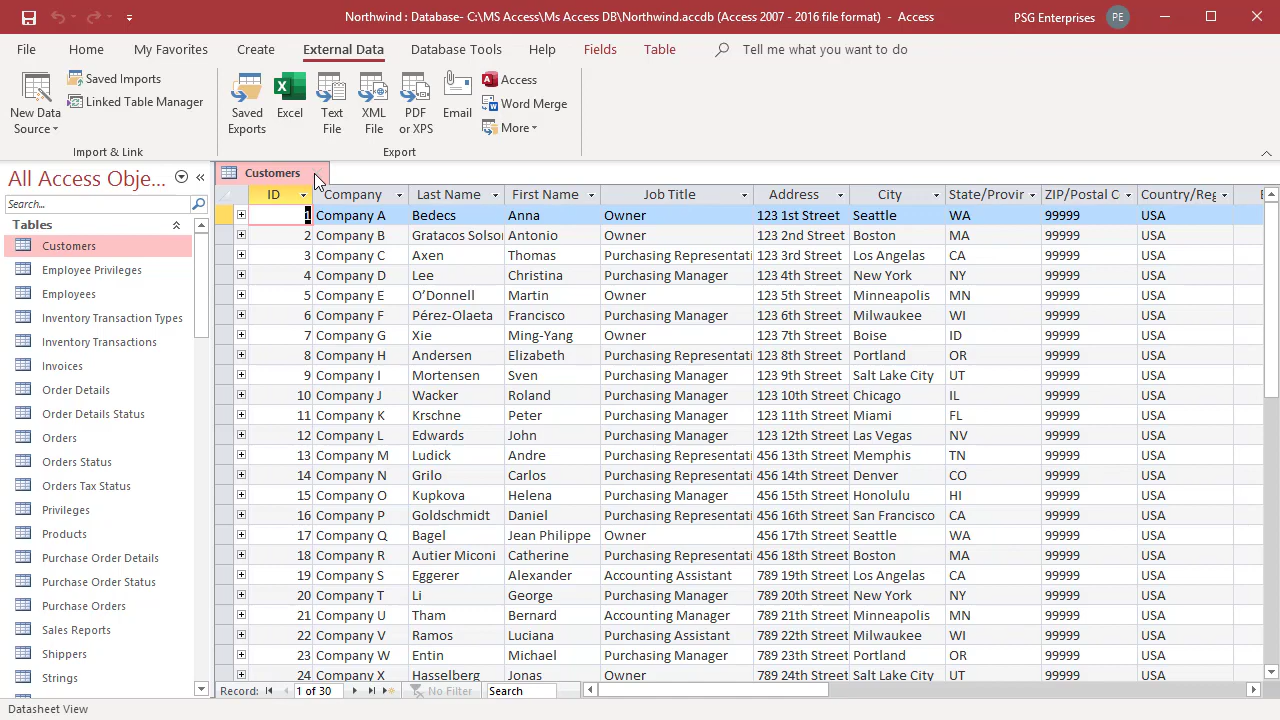 Northwind : Database- C:\MS Access\Ms Access DB\Northwind.accdb (Access 2007 - 2016 file format) - Access
PSG Enterprises PE
File Home My Favorites Create External Data Database Tools Help Fields Table Tell me what you want to do
New Data Source
Saved Imports
Linked Table Manager
Import & Link
Saved Exports
Excel
Text File
XML File
PDF or XPS
Email
Access
Word Merge
More
Export
All Access Obje...
Search...
Tables
Customers
Employee Privileges
Employees
Inventory Transaction Types
Inventory Transactions
Invoices
Order Details
Order Details Status
Orders
Orders Status
Orders Tax Status
Privileges
Products
Purchase Order Details
Purchase Order Status
Purchase Orders
Sales Reports
Shippers
Strings
Customers
ID Company Last Name First Name Job Title Address City State/Provin ZIP/Postal C Country/Reg
1 Company A Bedecs Anna Owner 123 1st Street Seattle WA 99999 USA
2 Company B Gratacos Solso Antonio Owner 123 2nd Street Boston MA 99999 USA
3 Company C Axen Thomas Purchasing Representati 123 3rd Street Los Angelas CA 99999 USA
4 Company D Lee Christina Purchasing Manager 123 4th Street New York NY 99999 USA
5 Company E O’Donnell Martin Owner 123 5th Street Minneapolis MN 99999 USA
6 Company F Pérez-Olaeta Francisco Purchasing Manager 123 6th Street Milwaukee WI 99999 USA
7 Company G Xie Ming-Yang Owner 123 7th Street Boise ID 99999 USA
8 Company H Andersen Elizabeth Purchasing Representati 123 8th Street Portland OR 99999 USA
9 Company I Mortensen Sven Purchasing Manager 123 9th Street Salt Lake City UT 99999 USA
10 Company J Wacker Roland Purchasing Manager 123 10th Street Chicago IL 99999 USA
11 Company K Krschne Peter Purchasing Manager 123 11th Street Miami FL 99999 USA
12 Company L Edwards John Purchasing Manager 123 12th Street Las Vegas NV 99999 USA
13 Company M Ludick Andre Purchasing Representati 456 13th Street Memphis TN 99999 USA
14 Company N Grilo Carlos Purchasing Representati 456 14th Street Denver CO 99999 USA
15 Company O Kupkova Helena Purchasing Manager 456 15th Street Honolulu HI 99999 USA
16 Company P Goldschmidt Daniel Purchasing Representati 456 16th Street San Francisco CA 99999 USA
17 Company Q Bagel Jean Philippe Owner 456 17th Street Seattle WA 99999 USA
18 Company R Autier Miconi Catherine Purchasing Representati 456 18th Street Boston MA 99999 USA
19 Company S Eggerer Alexander Accounting Assistant 789 19th Street Los Angelas CA 99999 USA
20 Company T Li George Purchasing Manager 789 20th Street New York NY 99999 USA
21 Company U Tham Bernard Accounting Manager 789 21th Street Minneapolis MN 99999 USA
22 Company V Ramos Luciana Purchasing Assistant 789 22th Street Milwaukee WI 99999 USA
23 Company W Entin Michael Purchasing Manager 789 23th Street Portland OR 99999 USA
24 Company X Hasselberg Jonas Owner 789 24th Street Salt Lake City UT 99999 USA
Record: 1 of 30 No Filter Search
Datasheet View